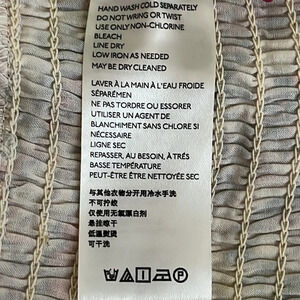 HAND WASH COLD SEPARATELY
DO NOT WRING OR TWIST
USE ONLY NON-CHLORINE
BLEACH
LINE DRY
LOW IRON AS NEEDED
MAY BE DRY CLEANED
LAVER À LA MAIN À L'EAU FROIDE
SÉPARÉMEN
NE PAS TORDRE OU ESSORER
UTILISER UN AGENT DE
BLANCHIMENT SANS CHLORE SI
NÉCESSAIRE
LIGNE SEC
REPASSER, AU BESOIN, À TRÉS
BASSE TEMPÉRATURE
PEUT-ÊTRE ÊTRE NETTOYÉE SEC
与其他衣物分开用冷水手洗
不可拧绞
仅使用无氯漂白剂
悬挂晾干
低温熨烫
可干洗